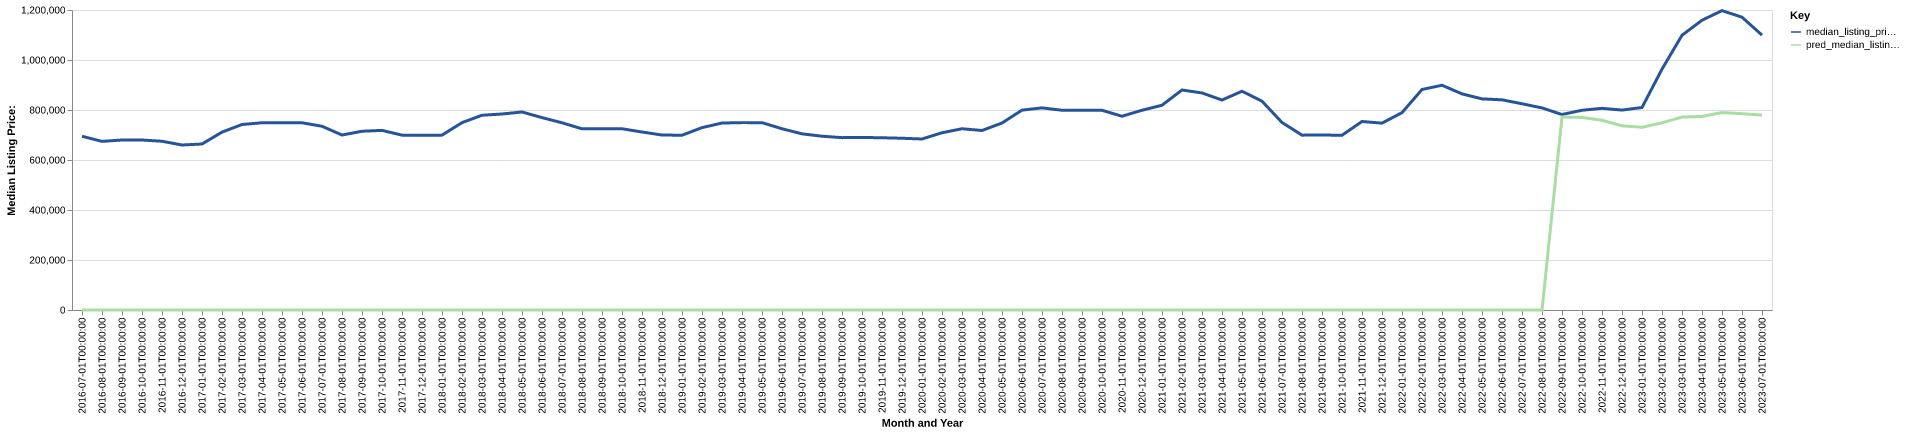 1,200,000
1,000,000
800,000
600,000
400,000
200,000
0
Median Listing Price:
2016-07-01T00:00:00
2016-08-01T00:00:00
2016-09-01T00:00:00
2016-10-01T00:00:00
2016-11-01T00:00:00
2016-12-01T00:00:00
2017-01-01T00:00:00
2017-02-01T00:00:00
2017-03-01T00:00:00
2017-04-01T00:00:00
2017-05-01T00:00:00
2017-06-01T00:00:00
2017-07-01T00:00:00
2017-08-01T00:00:00
2017-09-01T00:00:00
2017-10-01T00:00:00
2017-11-01T00:00:00
2017-12-01T00:00:00
2018-01-01T00:00:00
2018-02-01T00:00:00
2018-03-01T00:00:00
2018-04-01T00:00:00
2018-05-01T00:00:00
2018-06-01T00:00:00
2018-07-01T00:00:00
2018-08-01T00:00:00
2018-09-01T00:00:00
2018-10-01T00:00:00
2018-11-01T00:00:00
2018-12-01T00:00:00
2019-01-01T00:00:00
2019-02-01T00:00:00
2019-03-01T00:00:00
2019-04-01T00:00:00
2019-05-01T00:00:00
2019-06-01T00:00:00
2019-07-01T00:00:00
2019-08-01T00:00:00
2019-09-01T00:00:00
2019-10-01T00:00:00
2019-11-01T00:00:00
2019-12-01T00:00:00
2020-01-01T00:00:00
2020-02-01T00:00:00
2020-03-01T00:00:00
2020-04-01T00:00:00
2020-05-01T00:00:00
2020-06-01T00:00:00
2020-07-01T00:00:00
2020-08-01T00:00:00
2020-09-01T00:00:00
2020-10-01T00:00:00
2020-11-01T00:00:00
2020-12-01T00:00:00
2021-01-01T00:00:00
2021-02-01T00:00:00
2021-03-01T00:00:00
2021-04-01T00:00:00
2021-05-01T00:00:00
2021-06-01T00:00:00
2021-07-01T00:00:00
2021-08-01T00:00:00
2021-09-01T00:00:00
2021-10-01T00:00:00
2021-11-01T00:00:00
2021-12-01T00:00:00
2022-01-01T00:00:00
2022-02-01T00:00:00
2022-03-01T00:00:00
2022-04-01T00:00:00
2022-05-01T00:00:00
2022-06-01T00:00:00
2022-07-01T00:00:00
2022-08-01T00:00:00
2022-09-01T00:00:00
2022-10-01T00:00:00
2022-11-01T00:00:00
2022-12-01T00:00:00
2023-01-01T00:00:00
2023-02-01T00:00:00
2023-03-01T00:00:00
2023-04-01T00:00:00
2023-05-01T00:00:00
2023-06-01T00:00:00
2023-07-01T00:00:00
Month and Year
Key
median_listing_pri…
pred_median_listin…